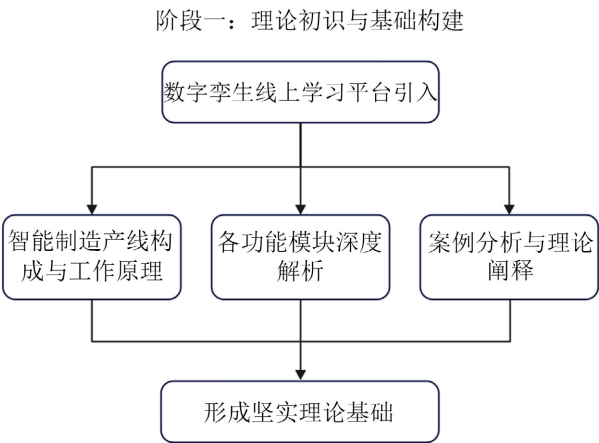 阶段一：理论初识与基础构建
数字孪生线上学习平台引入
智能制造产线构
成与工作原理
各功能模块深度
解析
案例分析与理论
阐释
形成坚实理论基础